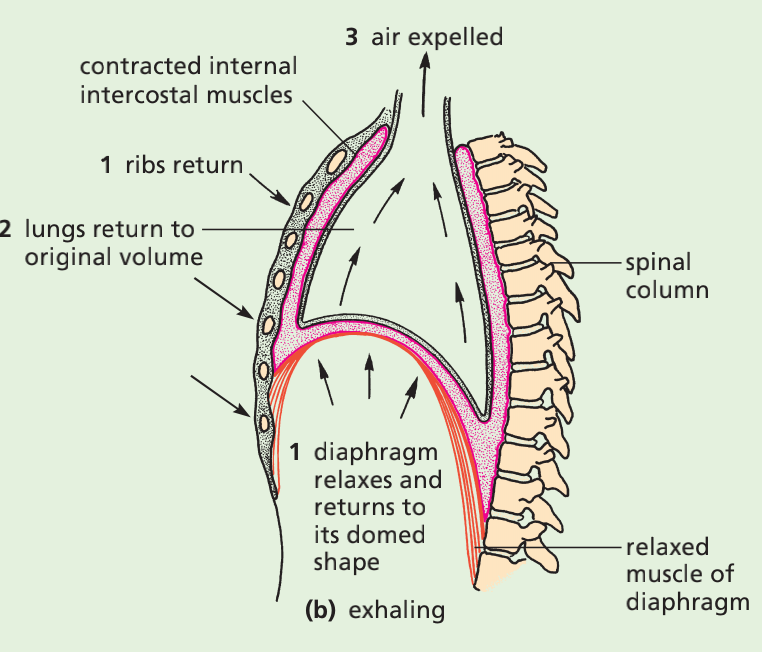 3 air expelled
contracted internal
intercostal muscles
1 ribs return
2 lungs return to
original volume
spinal
column
1 diaphragm
relaxes and
returns to
its domed
shape
relaxed
muscle of
diaphragm
(b) exhaling